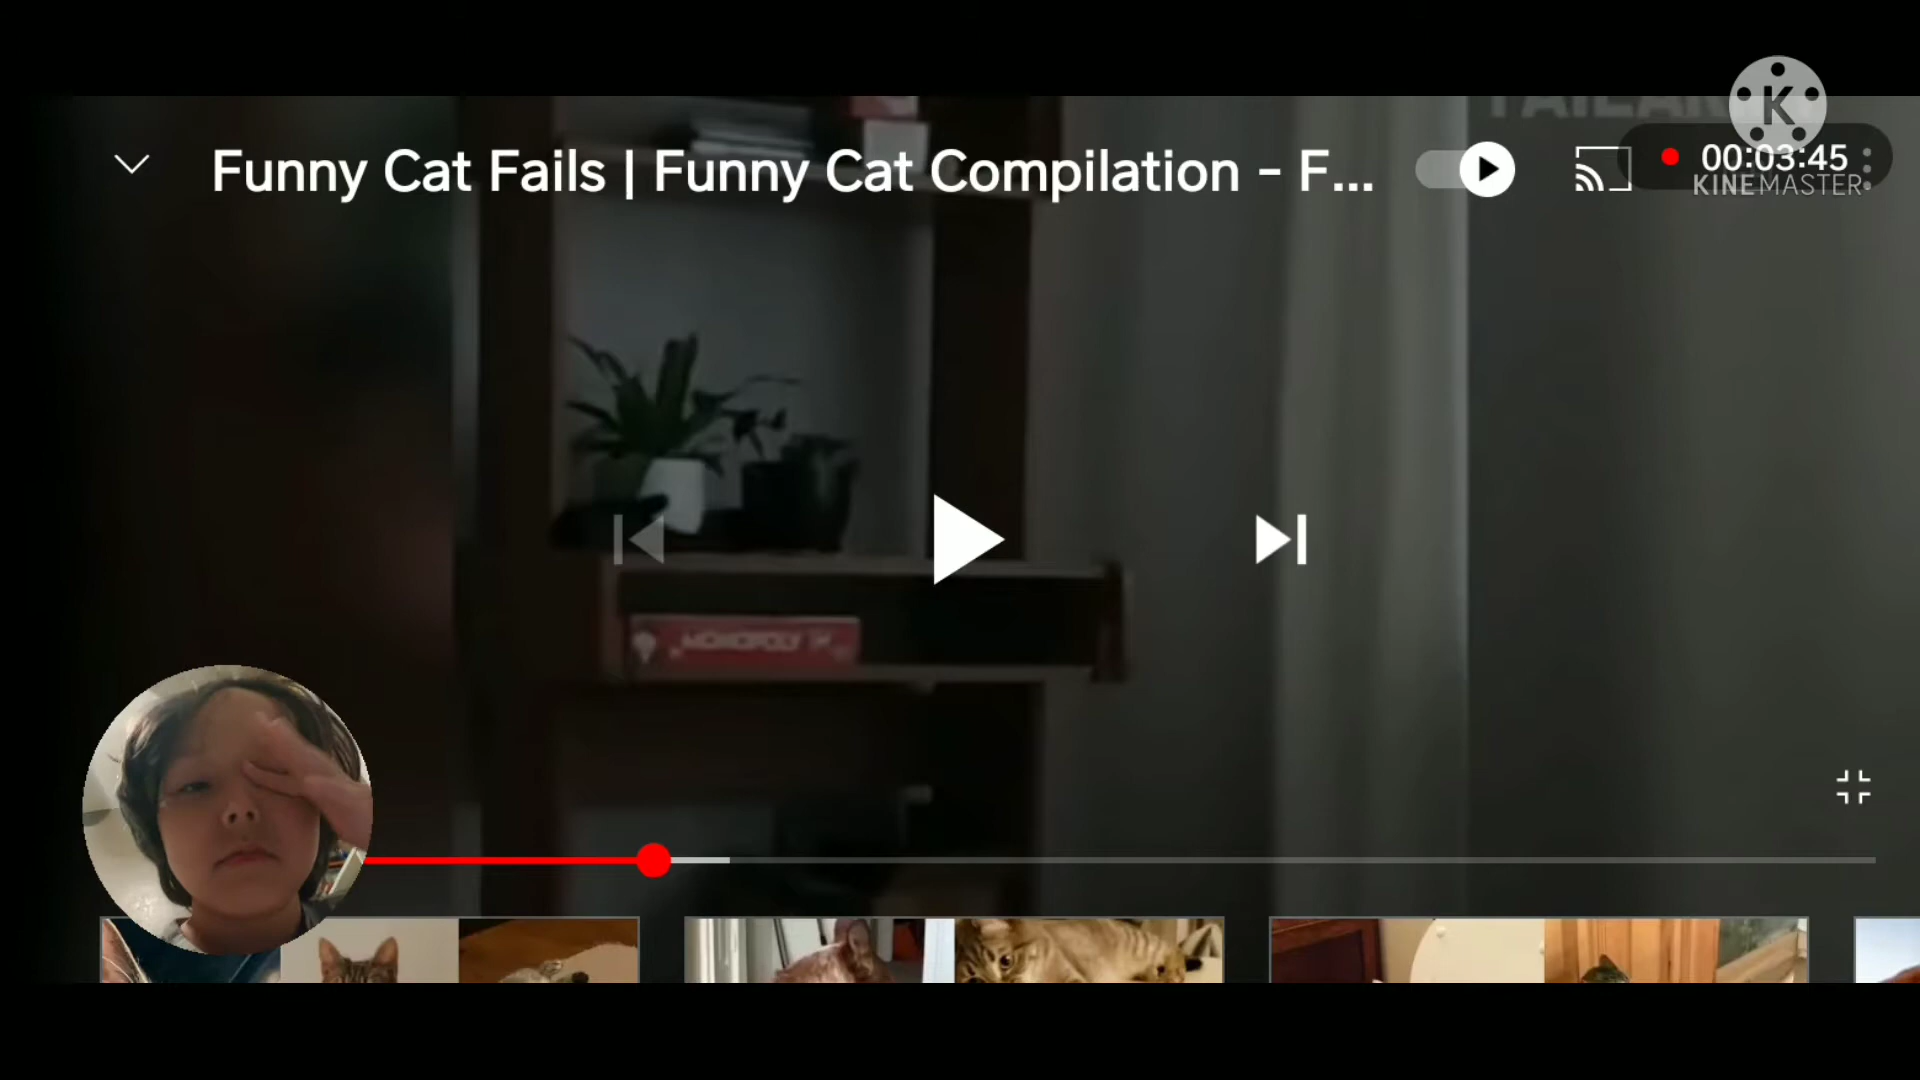 Funny Cat Fails | Funny Cat Compilation - F...
K
00:03:45
KINEMASTER
MONOPOLY